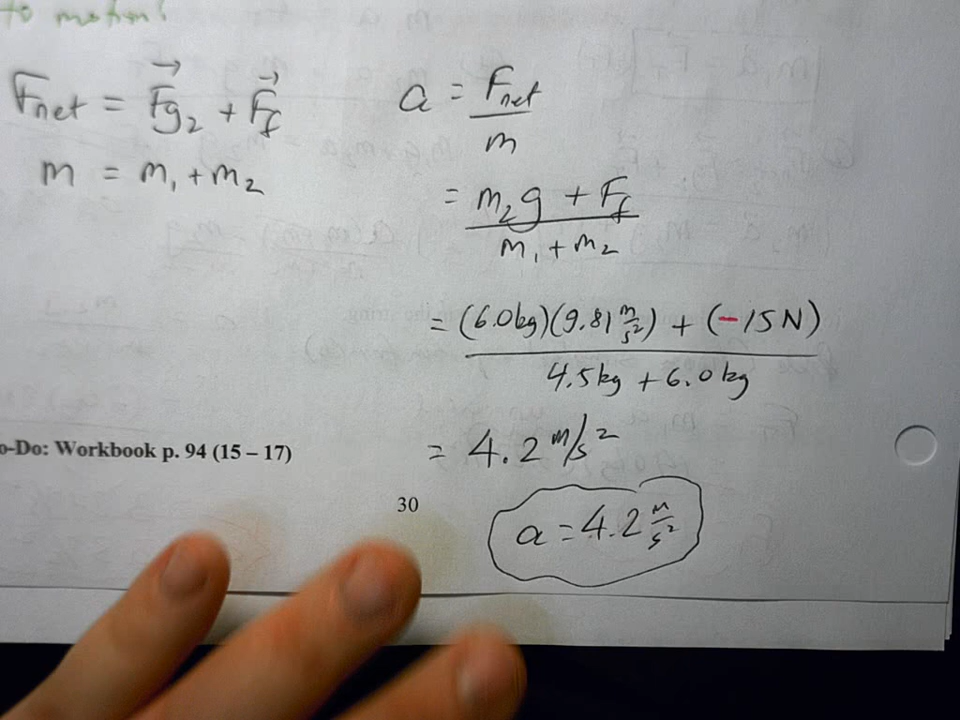 to motion!
F⃗net = F⃗g₂ + F⃗f
m = m₁ + m₂
a = Fnet / m
= m₂g + Ff / m₁ + m₂
= (6.0kg)(9.81 m/s²) + (-15N) / 4.5kg + 6.0kg
= 4.2 m/s²
o-Do: Workbook p. 94 (15 – 17)
30
a = 4.2 m/s²